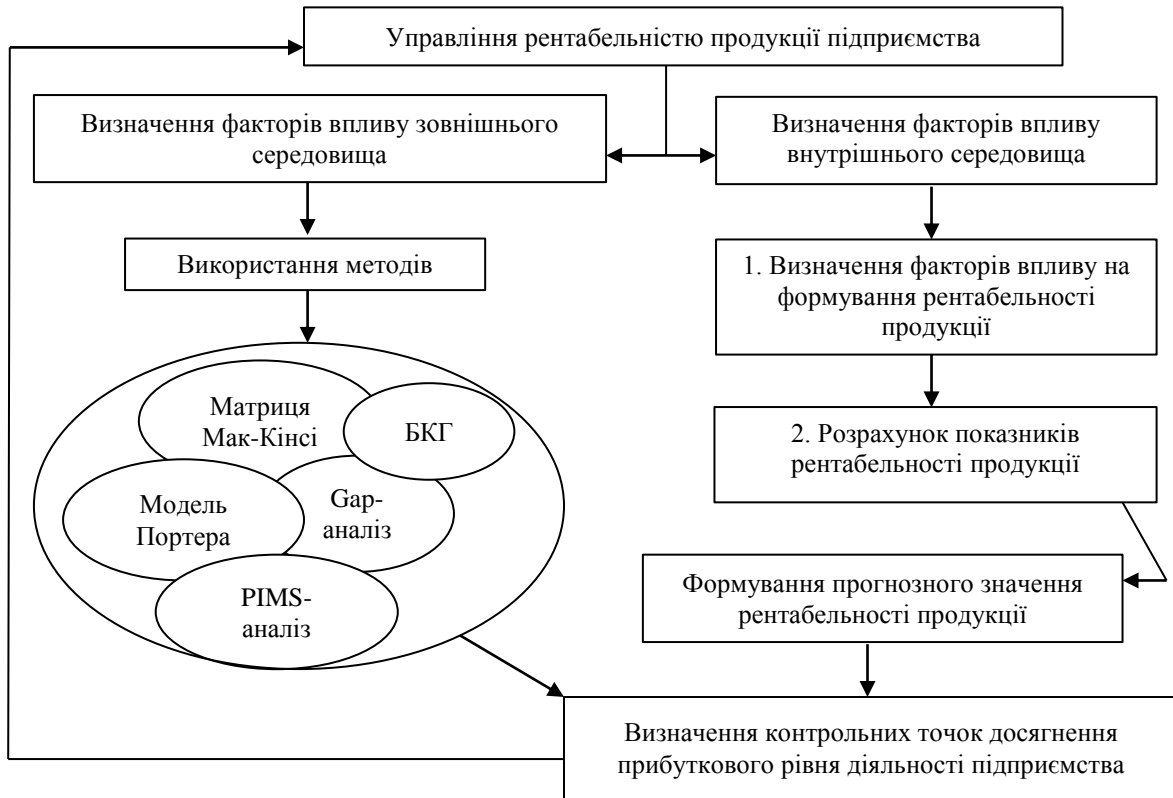 Управління рентабельністю продукції підприємства
Визначення факторів впливу зовнішнього
середовища
Визначення факторів впливу
внутрішнього середовища
Використання методів
1. Визначення факторів впливу на
формування рентабельності
продукції
Матриця
Мак-Кінсі
БКГ
Модель
Портера
Gap-
аналіз
PIMS-
аналіз
2. Розрахунок показників
рентабельності продукції
Формування прогнозного значення
рентабельності продукції
Визначення контрольних точок досягнення
прибуткового рівня діяльності підприємства